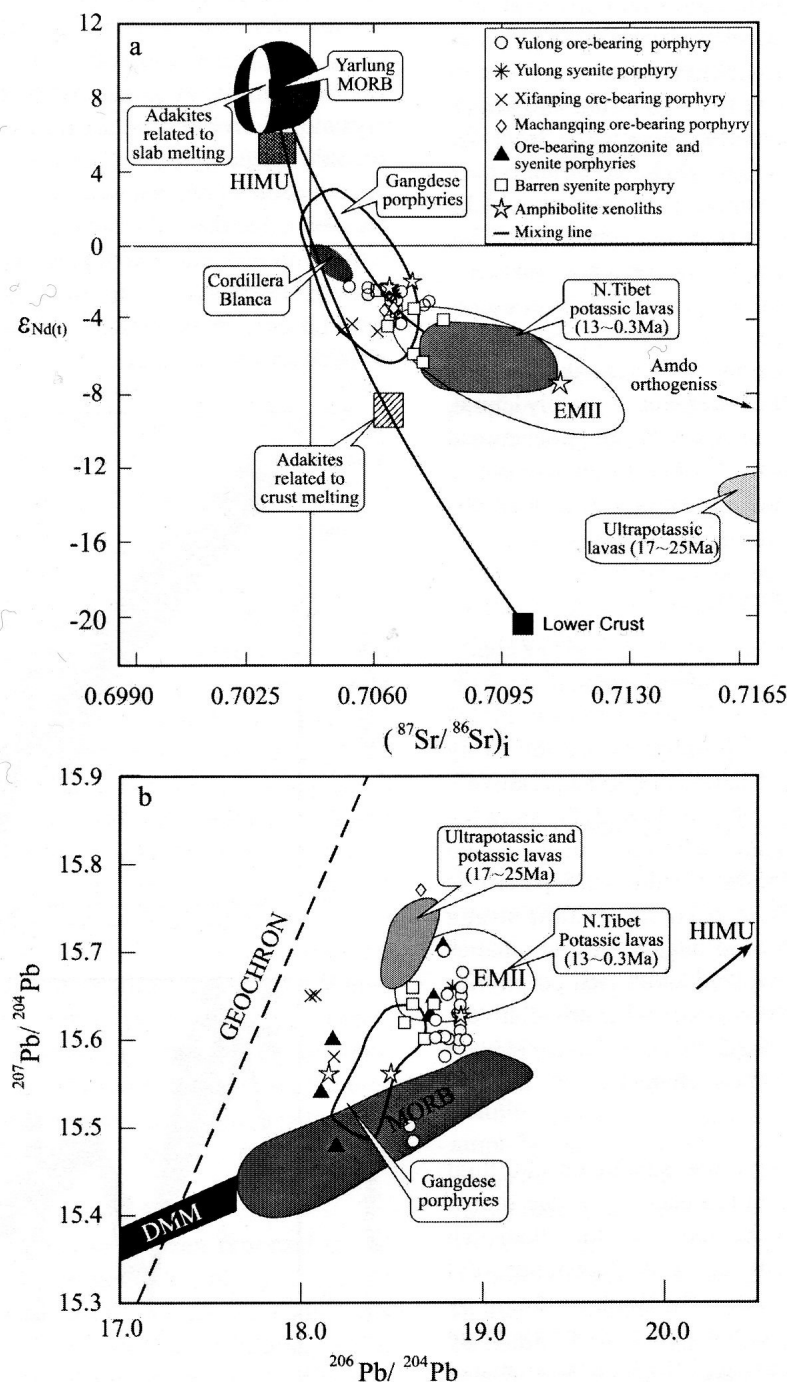 12
a
8
4
0
-4
-8
-12
-16
-20
εNd(t)
Yarlung
MORB
Adakites
related to
slab melting
HIMU
Gangdese
porphyries
Cordillera
Blanca
Adakites
related to
crust melting
Yulong ore-bearing porphyry
Yulong syenite porphyry
Xifanping ore-bearing porphyry
Machangqing ore-bearing porphyry
Ore-bearing monzonite and
syenite porphyries
Barren syenite porphyry
Amphibolite xenoliths
Mixing line
N.Tibet
potassic lavas
(13~0.3Ma)
Amdo
orthogeniss
EMII
Ultrapotassic
lavas (17~25Ma)
Lower Crust
0.6990 0.7025 0.7060 0.7095 0.7130 0.7165
(87Sr/86Sr)i
15.9
b
15.8
15.7
15.6
15.5
15.4
15.3
207Pb/204Pb
GEOCHRON
Ultrapotassic and
potassic lavas
(17~25Ma)
N.Tibet
Potassic lavas
(13~0.3Ma)
HIMU
EMII
MORB
Gangdese
porphyries
DMM
17.0 18.0 19.0 20.0
206Pb/204Pb